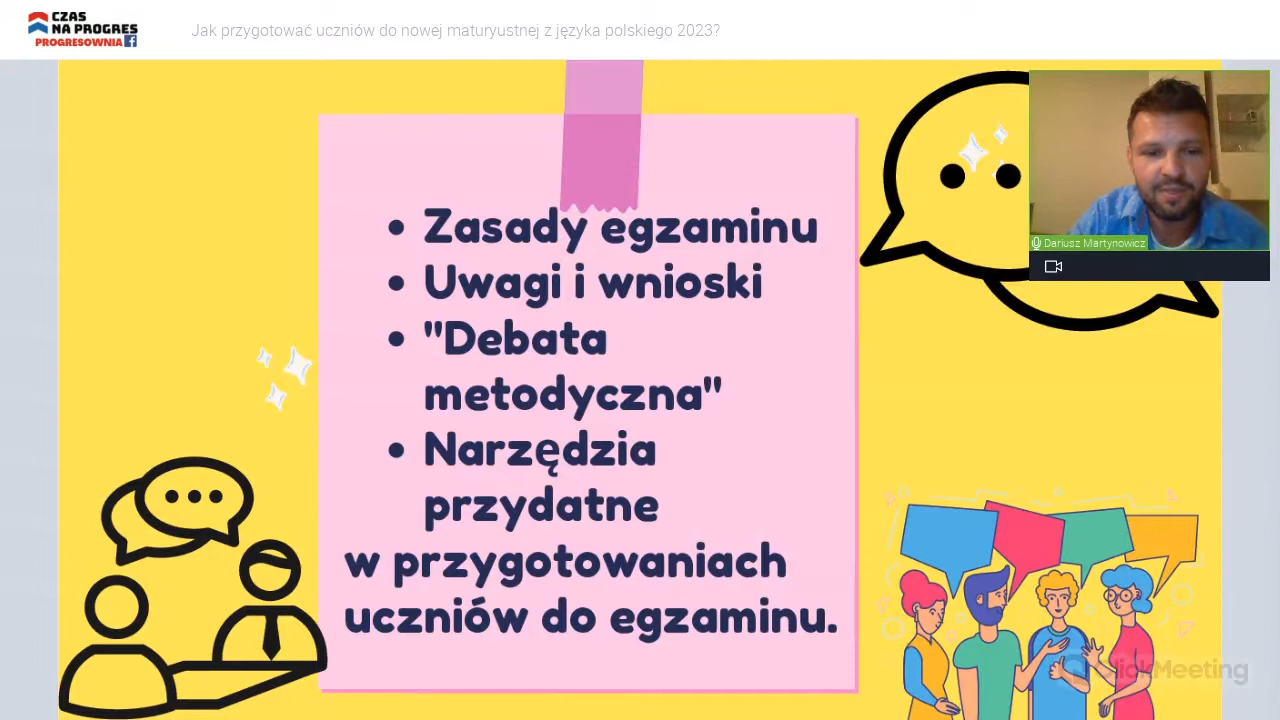 CZAS
NA PROGRES
PROGRESOWNIA
Jak przygotować uczniów do nowej maturyustnej z języka polskiego 2023?
• Zasady egzaminu
• Uwagi i wnioski
• "Debata
metodyczna"
• Narzędzia
przydatne
w przygotowaniach
uczniów do egzaminu.
Dariusz Martynowicz
ClickMeeting